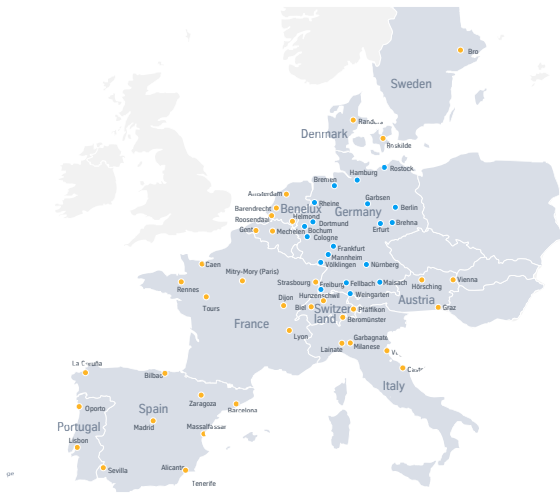 Bro
Sweden
Denmark
Roskilde
Rostock
Hamburg
Bremen
Amsterdam
Garbsen
Rheine
Berlin
Barendrecht
Benelux
Germany
Roosendaal
Helmond
Dortmund
Brehna
Gent
Mechelen
Bochum
Erfurt
Cologne
Frankfurt
Mannheim
Caen
Völklingen
Nürnberg
Mitry-Mory (Paris)
Strasbourg
Freiburg
Fellbach
Maisach
Hörsching
Vienna
Rennes
Hunzenschwil
Weingarten
Austria
Tours
Dijon
Biel
Switzer
land
Pfäffikon
Graz
Beromünster
France
Lyon
Garbagnate
Milanese
Lainate
La Coruña
Bilbao
Italy
Oporto
Spain
Zaragoza
Barcelona
Portugal
Madrid
Massalfassar
Lisbon
Sevilla
Alicante
Tenerife